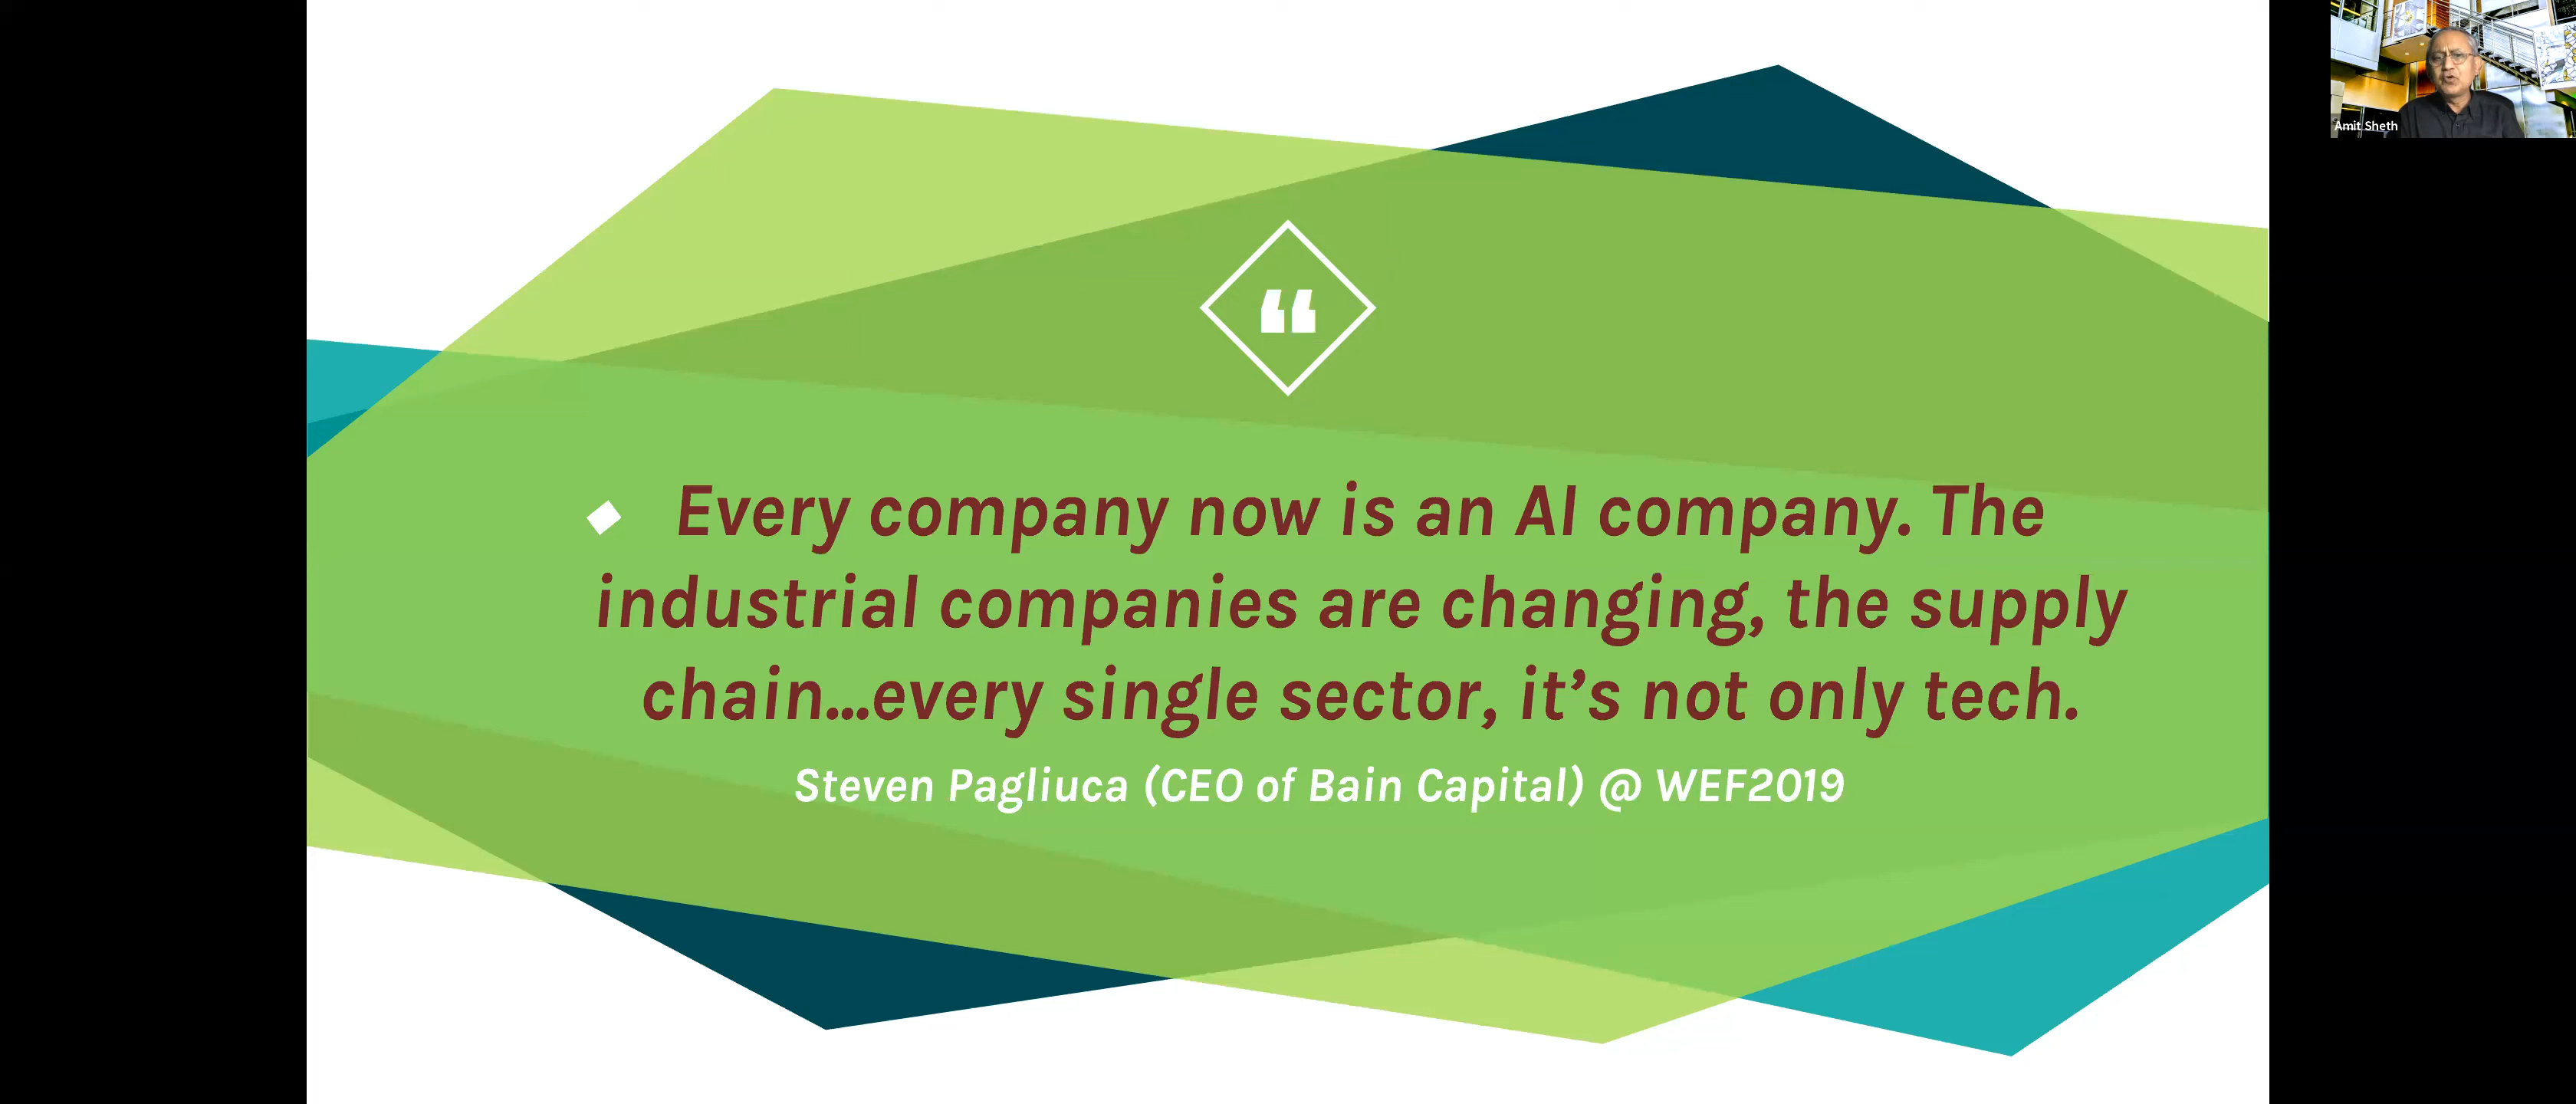 Amit Sheth
“
Every company now is an AI company. The
industrial companies are changing, the supply
chain...every single sector, it’s not only tech.
Steven Pagliuca (CEO of Bain Capital) @ WEF2019